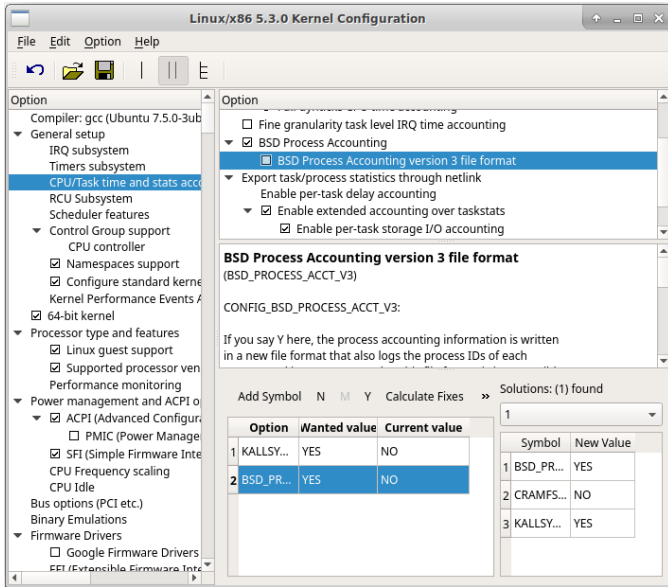 Linux/x86 5.3.0 Kernel Configuration
File Edit Option Help
Option
Compiler: gcc (Ubuntu 7.5.0-3ub
General setup
IRQ subsystem
Timers subsystem
CPU/Task time and stats acco
RCU Subsystem
Scheduler features
Control Group support
CPU controller
Namespaces support
Configure standard kerne
Kernel Performance Events A
64-bit kernel
Processor type and features
Linux guest support
Supported processor ven
Performance monitoring
Power management and ACPI o
ACPI (Advanced Configura
PMIC (Power Manage
SFI (Simple Firmware Inte
CPU Frequency scaling
CPU Idle
Bus options (PCI etc.)
Binary Emulations
Firmware Drivers
Google Firmware Drivers
EFI (Extensible Firmware Inte
Option
Fine granularity task level IRQ time accounting
BSD Process Accounting
BSD Process Accounting version 3 file format
Export task/process statistics through netlink
Enable per-task delay accounting
Enable extended accounting over taskstats
Enable per-task storage I/O accounting
BSD Process Accounting version 3 file format
(BSD_PROCESS_ACCT_V3)
CONFIG_BSD_PROCESS_ACCT_V3:
If you say Y here, the process accounting information is written
in a new file format that also logs the process IDs of each
Add Symbol N M Y Calculate Fixes »
Option Wanted value Current value
1 KALLSY... YES NO
2 BSD_PR... YES NO
Solutions: (1) found
1
Symbol New Value
1 BSD_PR... YES
2 CRAMFS... NO
3 KALLSY... YES